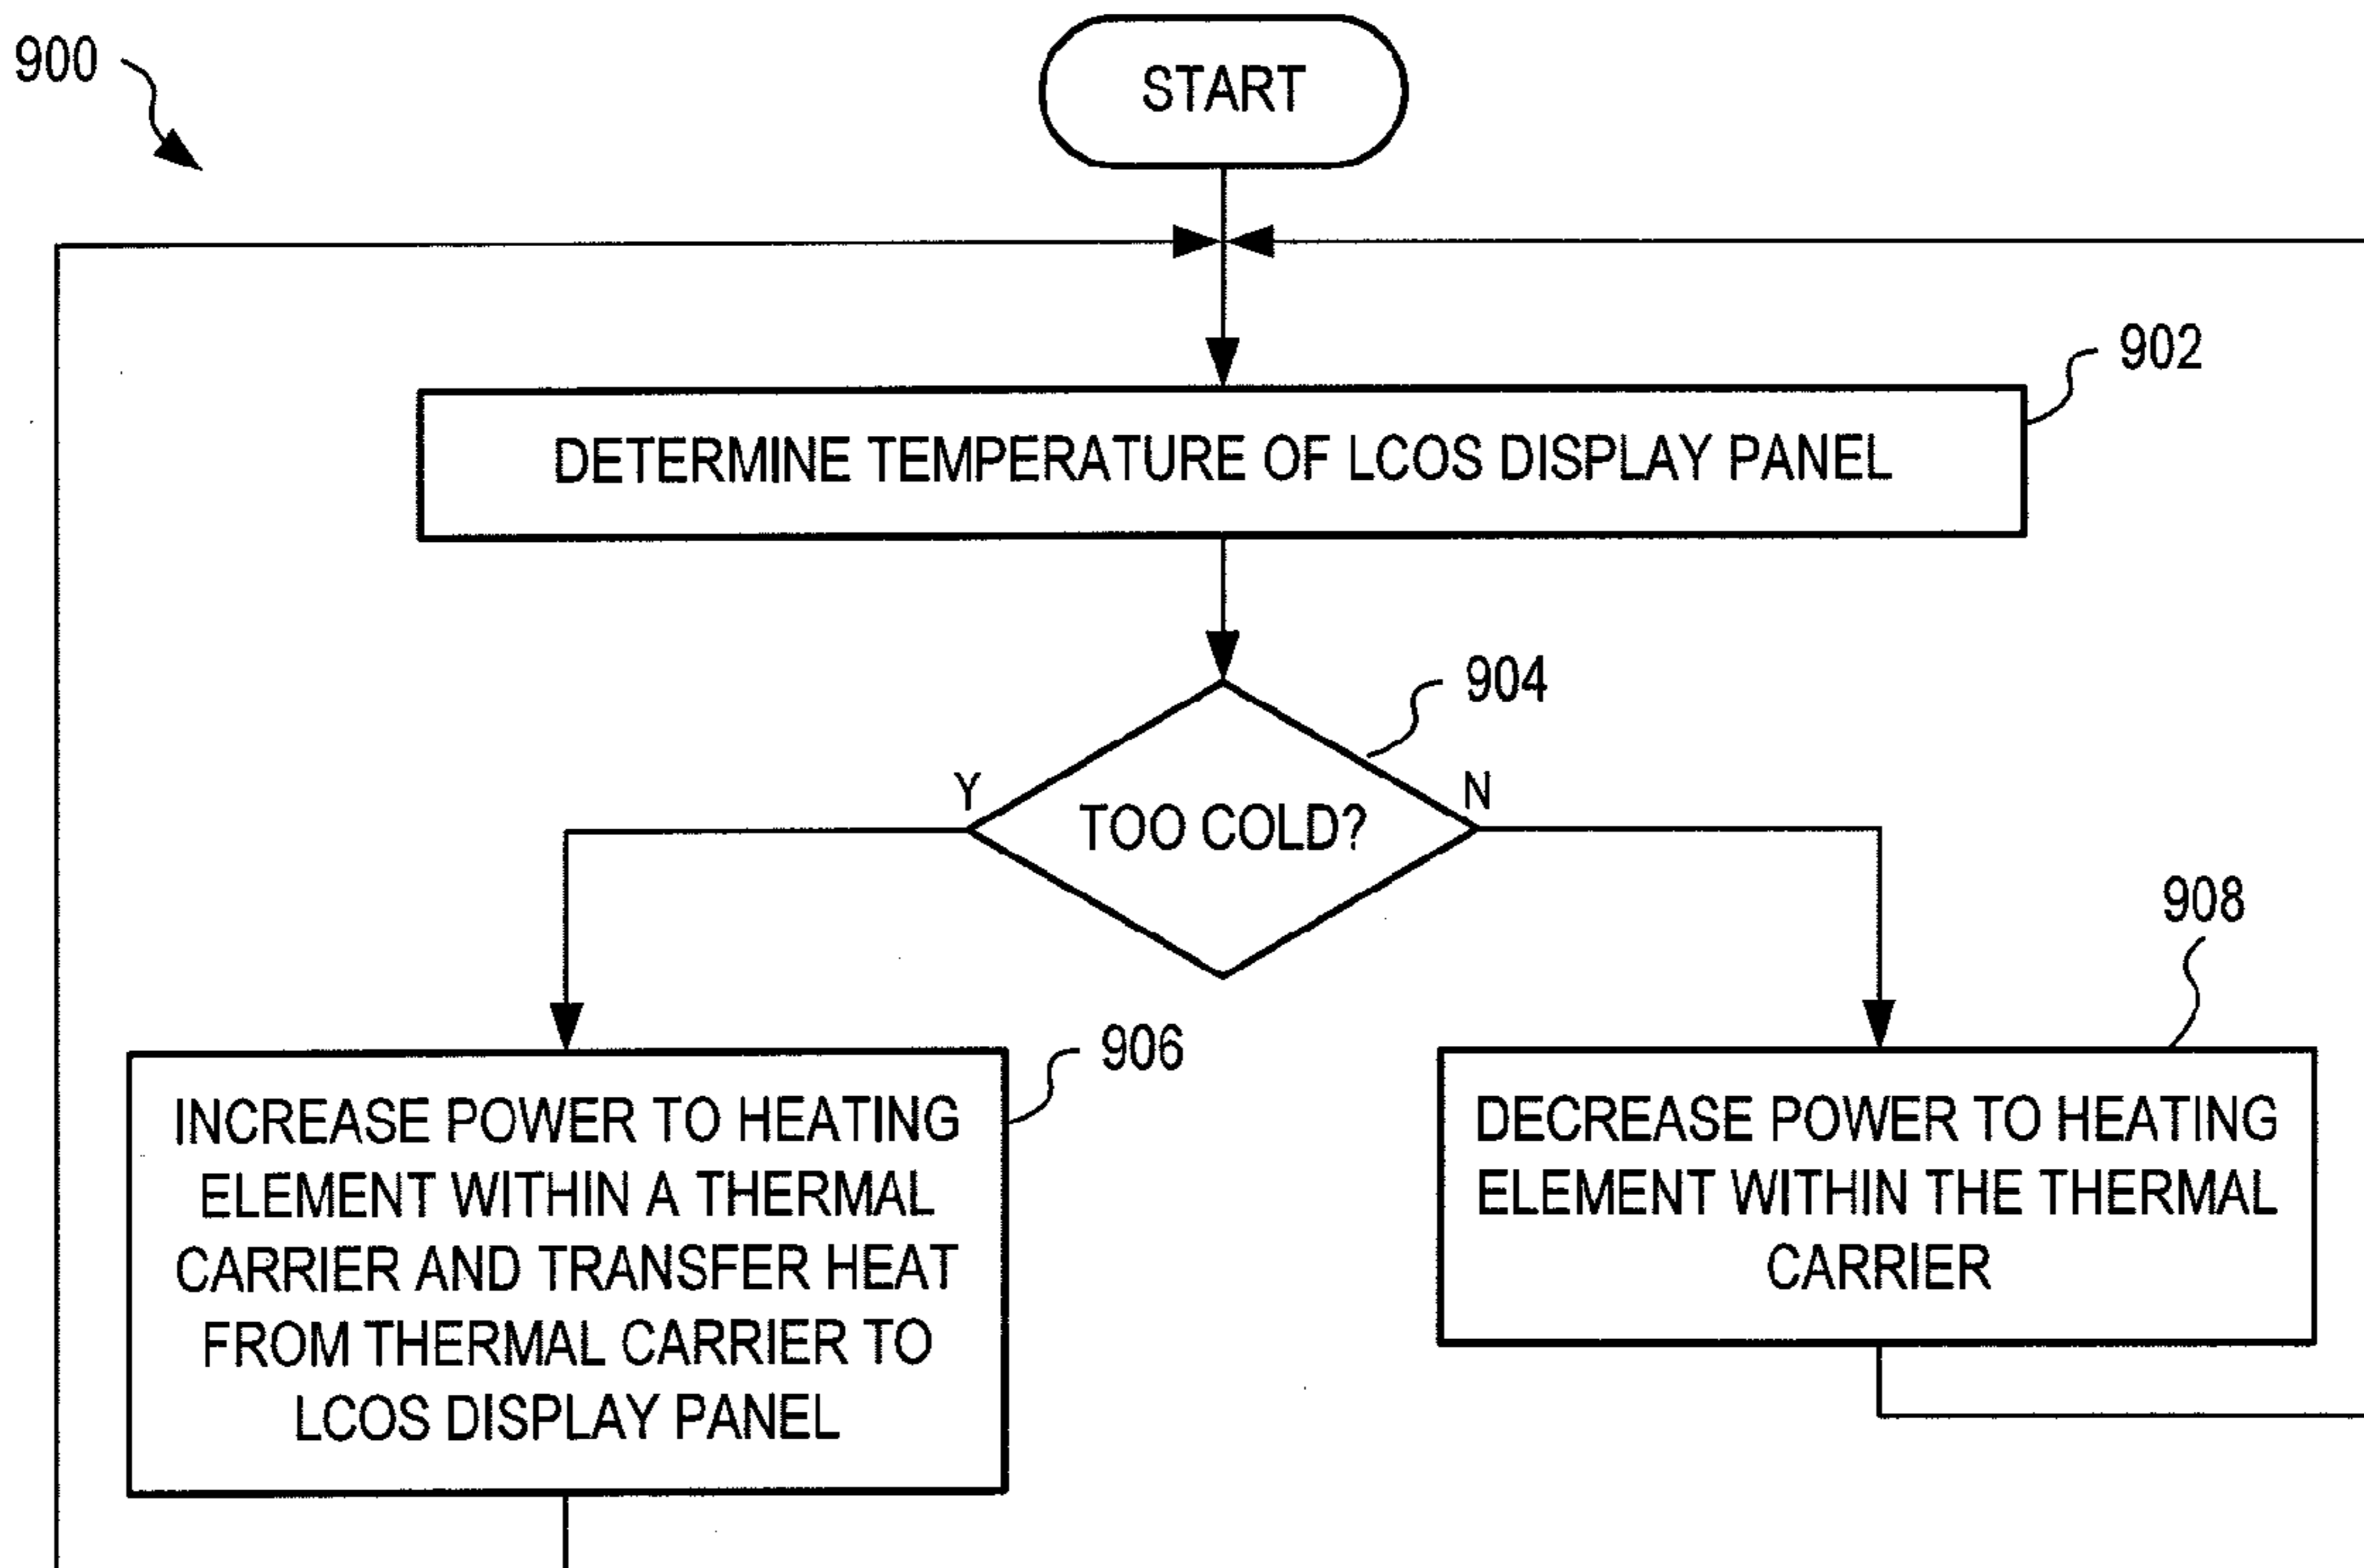 900
START
902
DETERMINE TEMPERATURE OF LCOS DISPLAY PANEL
904
Y
TOO COLD?
N
906
INCREASE POWER TO HEATING
ELEMENT WITHIN A THERMAL
CARRIER AND TRANSFER HEAT
FROM THERMAL CARRIER TO
LCOS DISPLAY PANEL
908
DECREASE POWER TO HEATING
ELEMENT WITHIN THE THERMAL
CARRIER